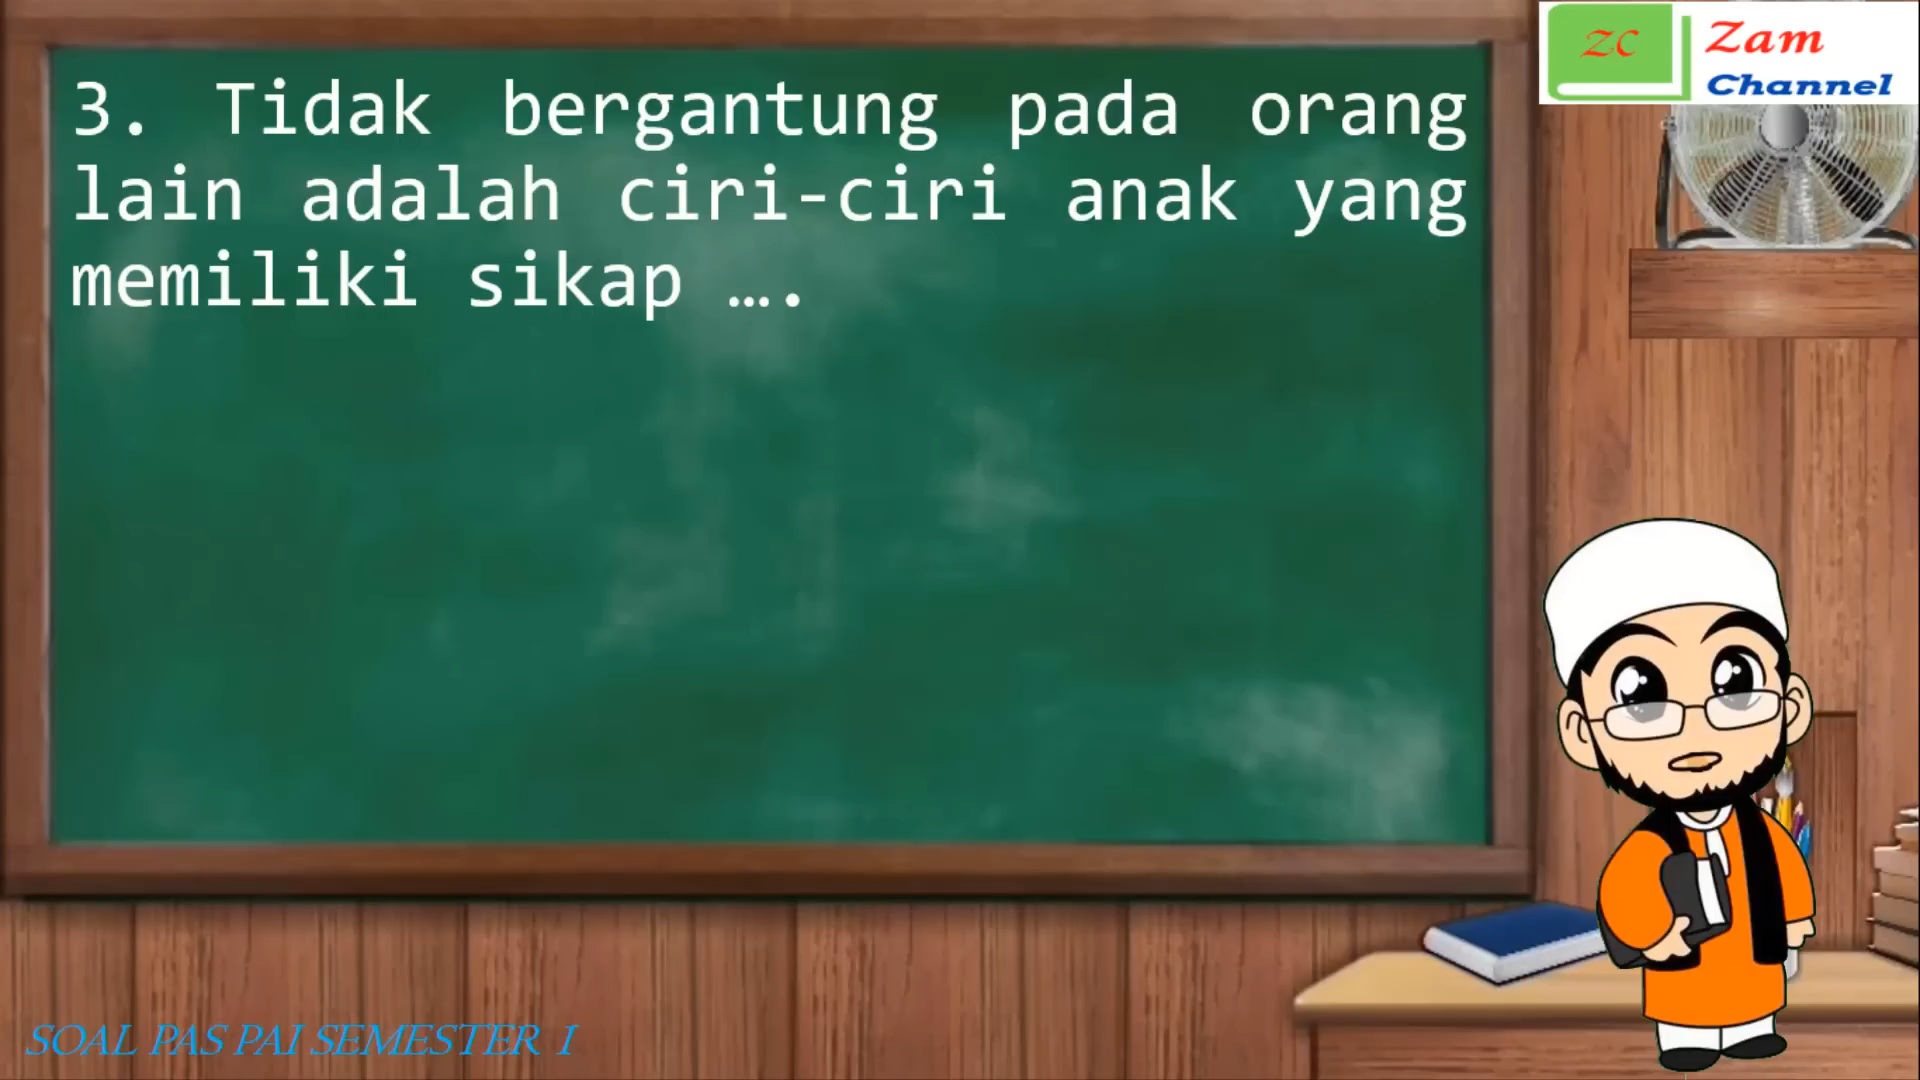 ZC
Zam
Channel
3. Tidak bergantung pada orang
lain adalah ciri-ciri anak yang
memiliki sikap ….
SOAL PAS PAI SEMESTER I